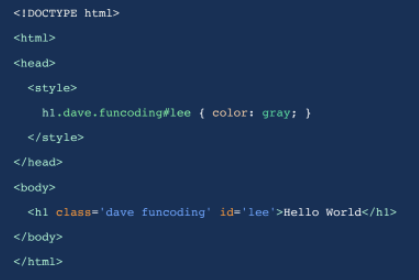 <!DOCTYPE html>
<html>
<head>
  <style>
    h1.dave.funcoding#lee { color: gray; }
  </style>
</head>
<body>
  <h1 class='dave funcoding' id='lee'>Hello World</h1>
</body>
</html>